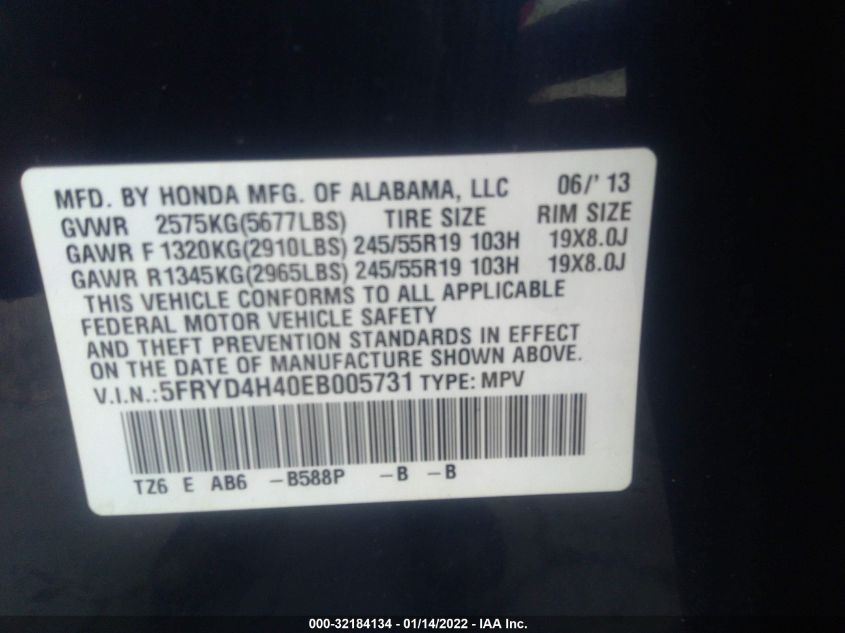 MFD. BY HONDA MFG. OF ALABAMA, LLC 06/' 13
GVWR 2575KG(5677LBS) TIRE SIZE RIM SIZE
GAWR F 1320KG(2910LBS) 245/55R19 103H 19X8.0J
GAWR R1345KG(2965LBS) 245/55R19 103H 19X8.0J
THIS VEHICLE CONFORMS TO ALL APPLICABLE
FEDERAL MOTOR VEHICLE SAFETY
AND THEFT PREVENTION STANDARDS IN EFFECT
ON THE DATE OF MANUFACTURE SHOWN ABOVE.
V.I.N.:5FRYD4H40EB005731 TYPE: MPV
TZ6 E AB6 -B588P -B -B
000-32184134 - 01/14/2022 - IAA Inc.